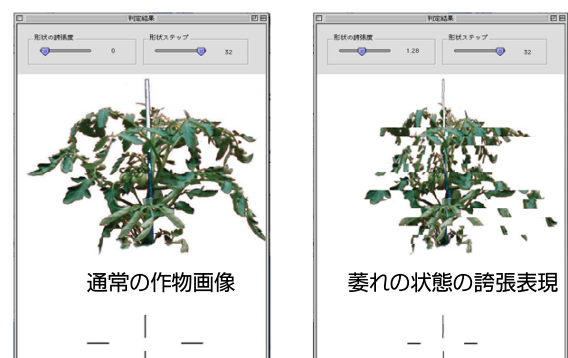 判定結果
形状の誇張度
0
形状ステップ
32
通常の作物画像
判定結果
形状の誇張度
1.28
形状ステップ
32
萎れの状態の誇張表現